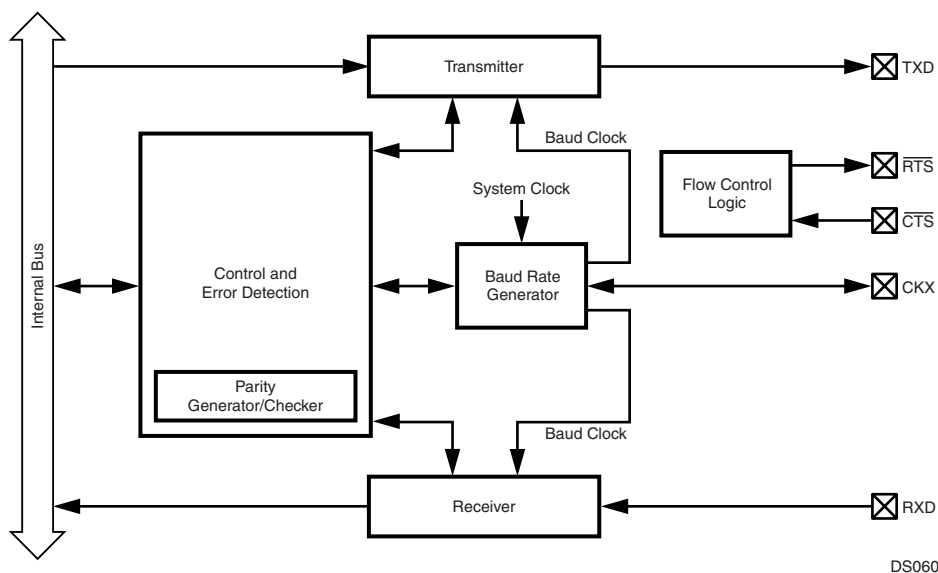 Transmitter
TXD
Baud Clock
RTS
Flow Control
Logic
System Clock
CTS
Internal Bus
Control and
Error Detection
Baud Rate
Generator
CKX
Parity
Generator/Checker
Baud Clock
Receiver
RXD
DS060